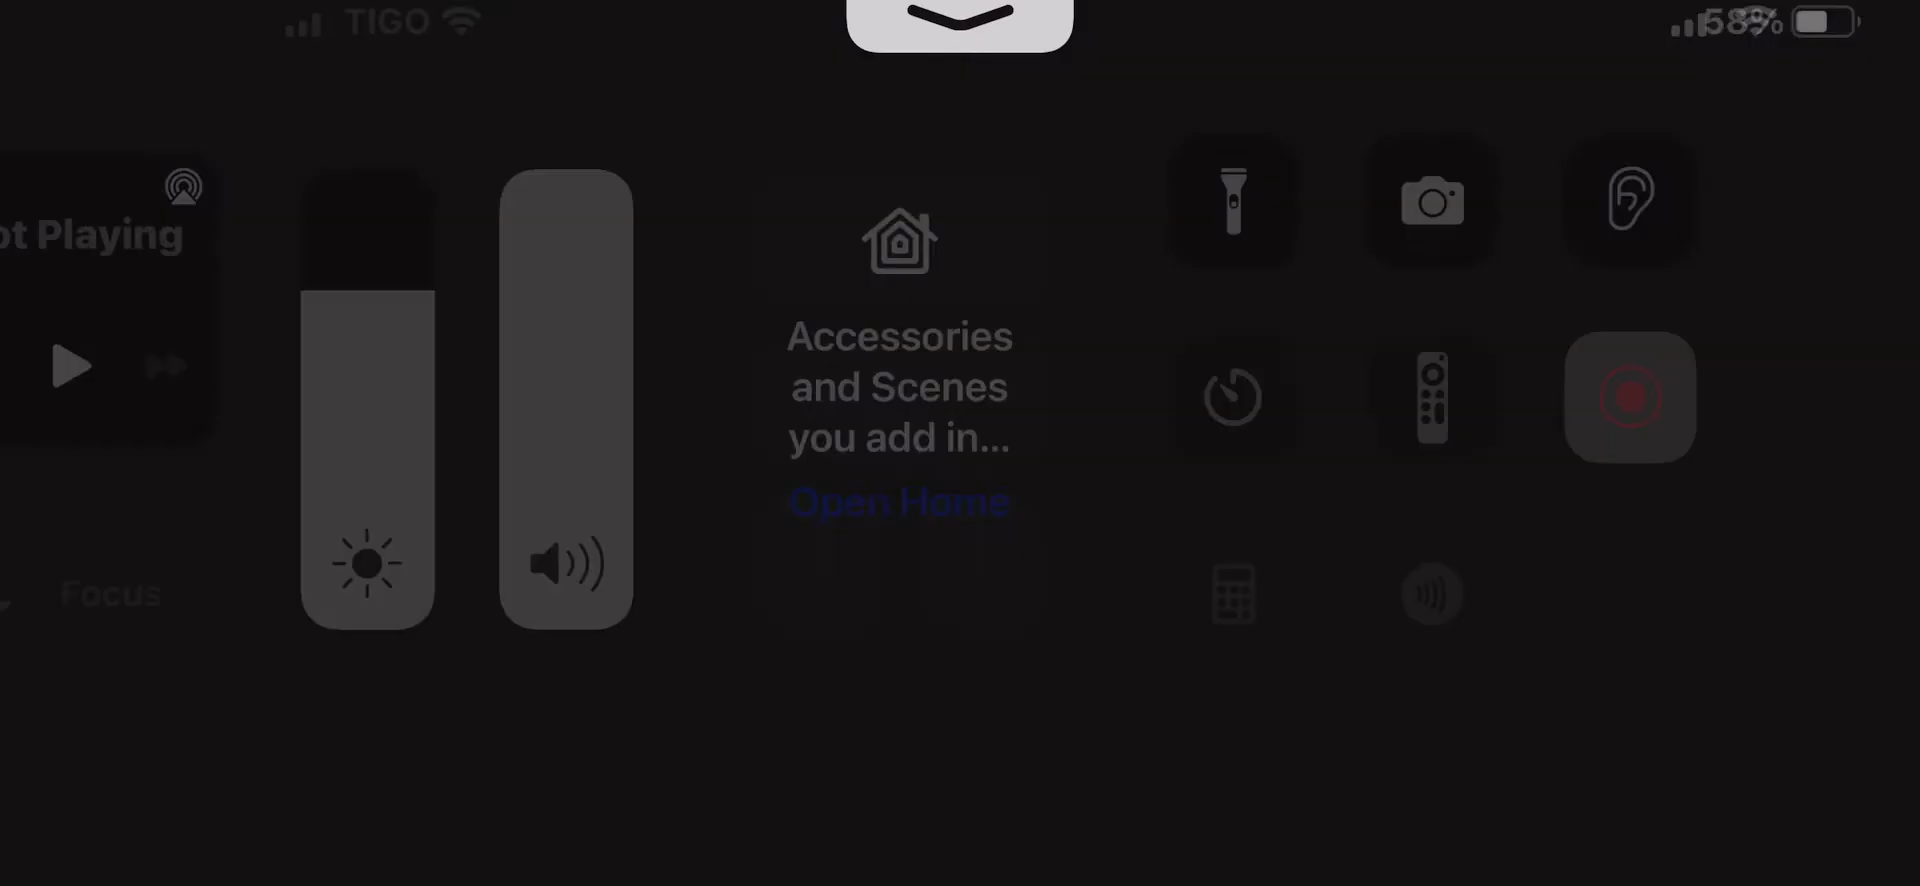 TIGO
58%
ot Playing
Accessories
and Scenes
you add in...
Open Home
Focus